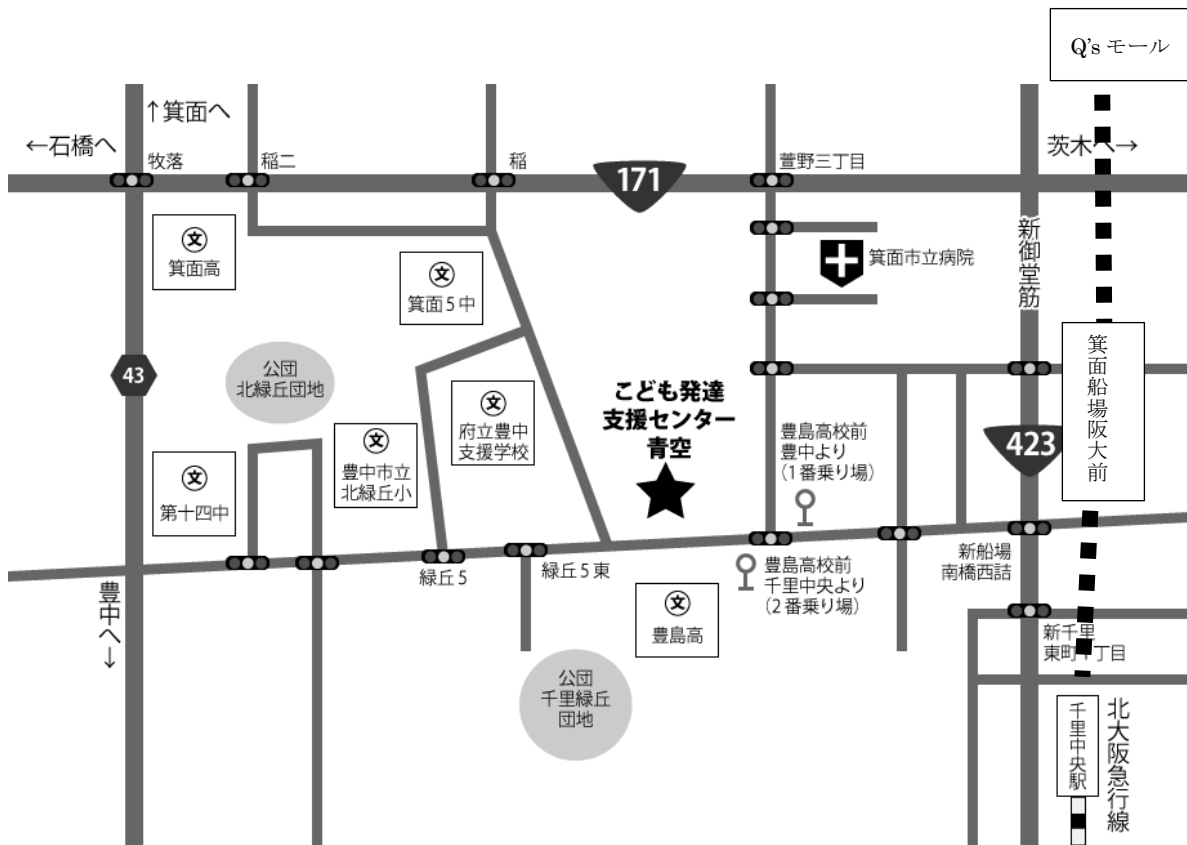 Q's モール
↑箕面へ
←石橋へ
茨木へ→
牧落
稲二
稲
萱野三丁目
171
文
箕面高
文
箕面5中
箕面市立病院
新御堂筋
箕面船場阪大前
43
公団
北緑丘団地
こども発達
支援センター
青空
文
府立豊中
支援学校
文
豊中市立
北緑丘小
豊島高校前
豊中より
(1番乗り場)
423
文
第十四中
緑丘5
緑丘5東
豊島高校前
千里中央より
(2番乗り場)
新船場
南橋西詰
豊中へ→
文
豊島高
新千里
東町1丁目
公団
千里緑丘
団地
千里中央駅
北大阪急行線